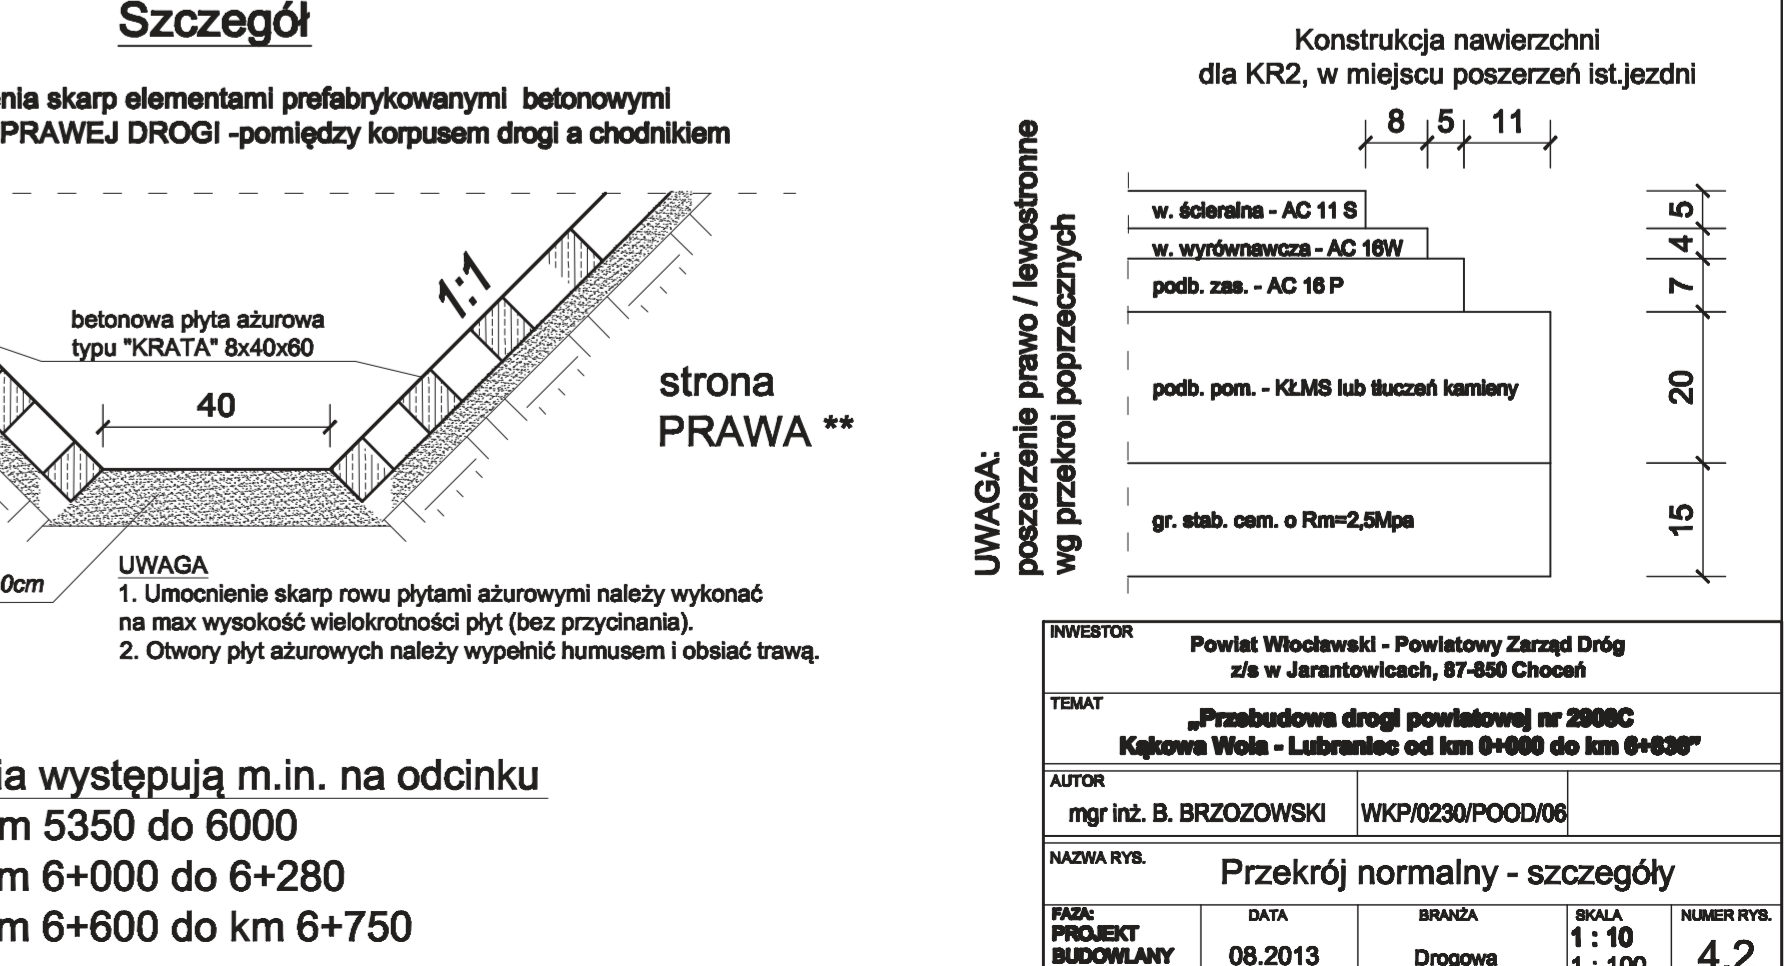 Szczegół
nia skarp elementami prefabrykowanymi betonowymi
PRAWEJ DROGI -pomiędzy korpusem drogi a chodnikiem
1:1
betonowa płyta ażurowa
typu "KRATA" 8x40x60
40
strona
PRAWA **
0cm
UWAGA
1. Umocnienie skarp rowu płytami ażurowymi należy wykonać
na max wysokość wielokrotności płyt (bez przycinania).
2. Otwory płyt ażurowych należy wypełnić humusem i obsiać trawą.
ia występują m.in. na odcinku
m 5350 do 6000
m 6+000 do 6+280
m 6+600 do km 6+750
Konstrukcja nawierzchni
dla KR2, w miejscu poszerzeń ist.jezdni
8 5 11
UWAGA:
poszerzenie prawo / lewostronne
wg przekroi poprzecznych
w. ścieralna - AC 11 S
5
w. wyrównawcza - AC 16W
4
podb. zas. - AC 16 P
7
podb. pom. - KŁMS lub tłuczeń kamieny
20
gr. stab. cem. o Rm=2,5Mpa
15
INWESTOR
Powiat Włocławski - Powiatowy Zarząd Dróg
z/s w Jarantowicach, 87-850 Choceń
TEMAT
„Przebudowa drogi powiatowej nr 2908C
Kąkowa Wola - Lubraniec od km 0+000 do km
AUTOR
mgr inż. B. BRZOZOWSKI WKP/0230/POOD/06
NAZWA RYS.
Przekrój normalny - szczegóły
FAZA: DATA BRANŻA SKALA NUMER RYS.
PROJEKT
BUDOWLANY 08.2013 Drogowa 1 : 10 4.2
1 : 100